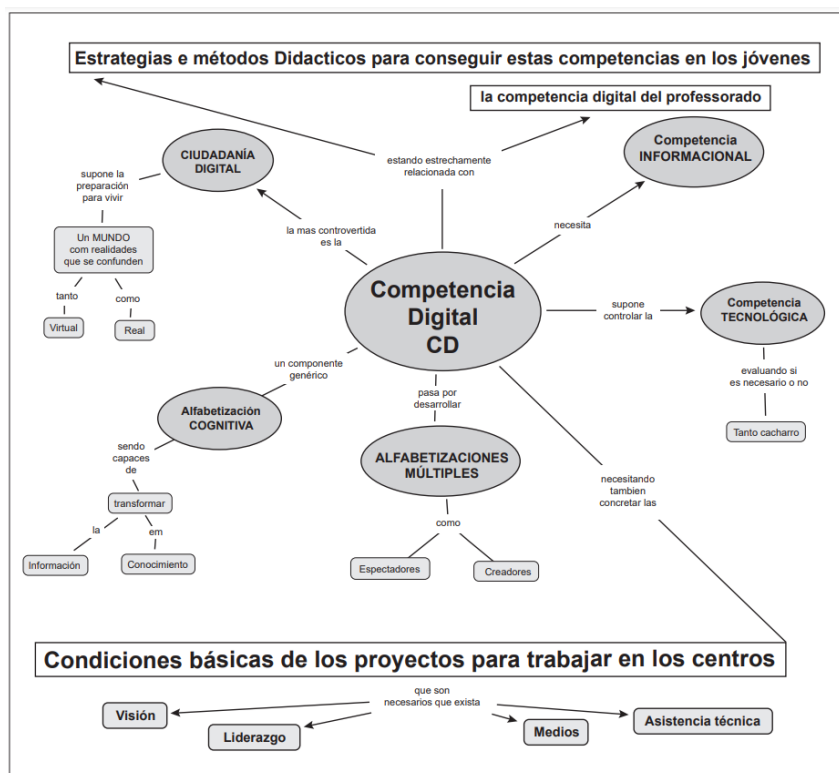 Estrategias e métodos Didacticos para conseguir estas competencias en los jóvenes
la competencia digital del professorado
estando estrechamente
relacionada con
CIUDADANÍA
DIGITAL
Competencia
INFORMACIONAL
supone la
preparación
para vivir
la mas controvertida
es la
necesita
Un MUNDO
com realidades
que se confunden
tanto
como
Virtual
Real
Competencia
Digital
CD
supone
controlar la
Competencia
TECNOLÓGICA
evaluando si
es necesario o no
Tanto cacharro
un componente
genérico
Alfabetización
COGNITIVA
sendo
capaces
de
transformar
la
em
Información
Conocimiento
pasa por
desarrollar
ALFABETIZACIONES
MÚLTIPLES
como
Espectadores
Creadores
necesitando
tambien
concretar las
Condiciones básicas de los proyectos para trabajar en los centros
que son
necesarios que exista
Visión
Liderazgo
Medios
Asistencia técnica